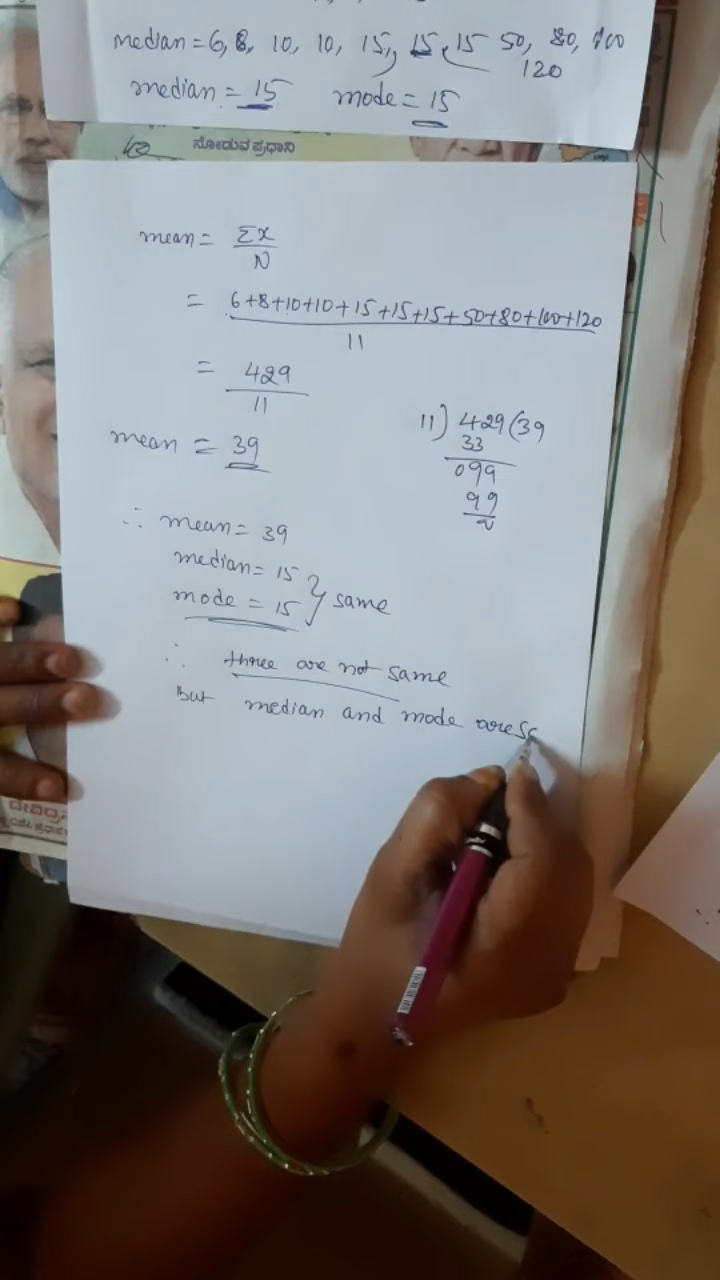 median = 6, 8, 10, 10, 15, 15, 15 50, 80, 100
120
median = 15 mode = 15
ನೋಡುವ ಪ್ರಧಾನಿ
mean = Σx
N
= 6+8+10+10+15+15+15+50+80+100+120
11
= 429
11
11) 429 (39
33
099
99
mean = 39
∴ mean = 39
median = 15
mode = 15 } same
∴ three are not same
But median and mode are s